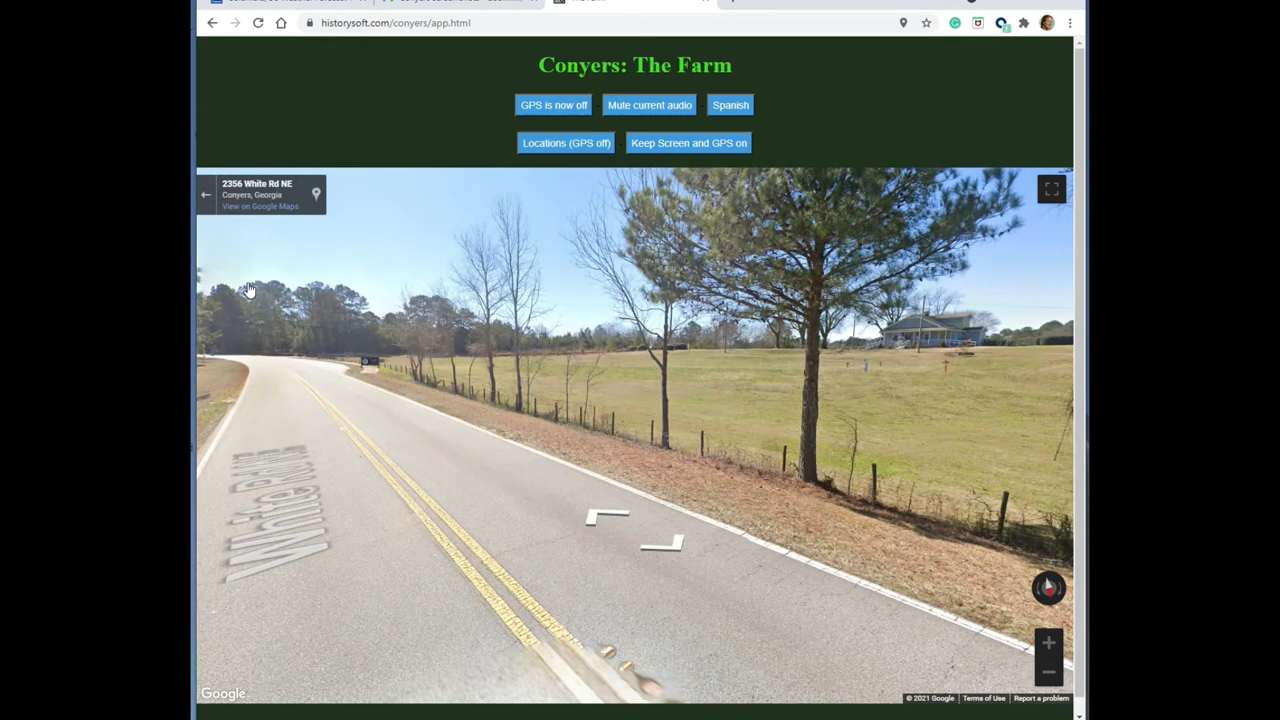 historysoft.com/conyers/app.html
Conyers: The Farm
GPS is now off - Mute current audio - Spanish
Locations (GPS off) - Keep Screen and GPS on
2356 White Rd NE
Conyers, Georgia
View on Google Maps
White Rd NE
Google
© 2021 Google Terms of Use Report a problem